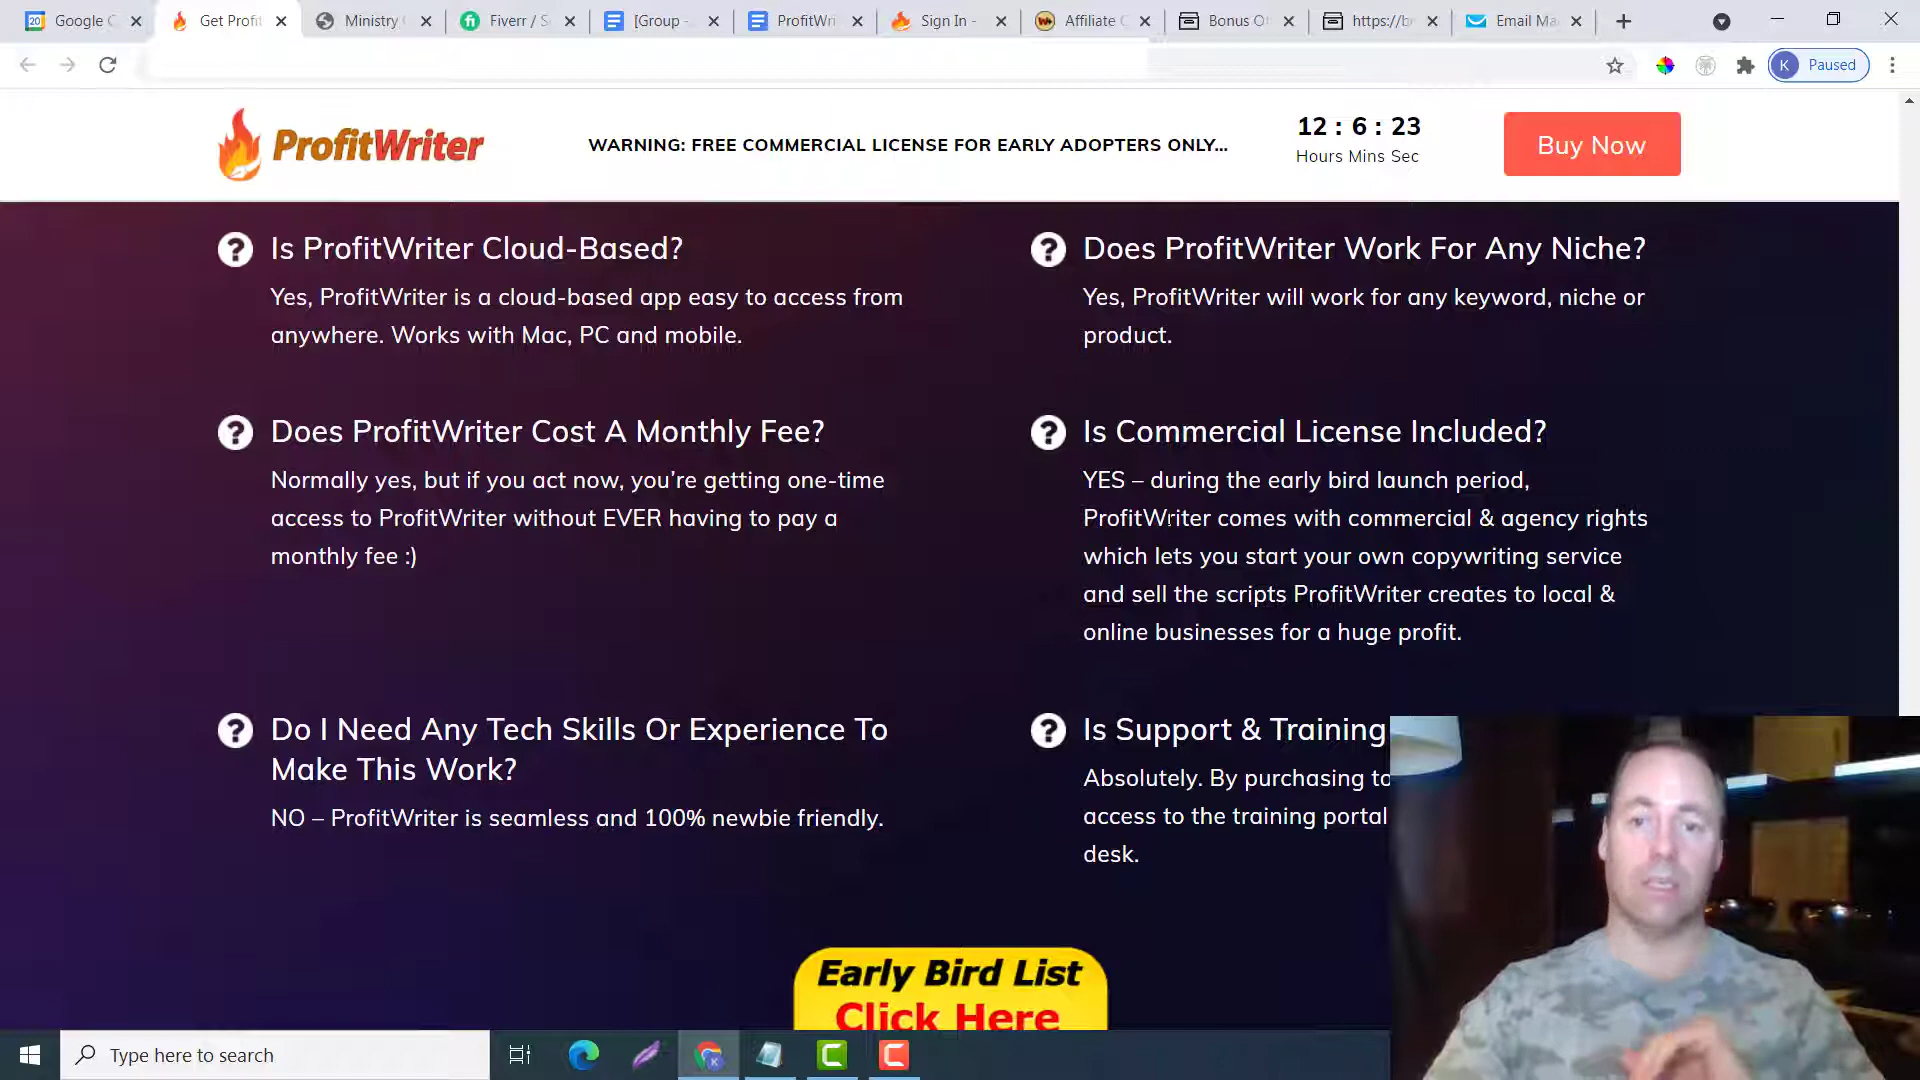 20
Google C
Get Profit
Ministry
Fiverr / S
[Group -
ProfitWri
Sign In -
Affiliate C
Bonus O
https://b
Email Ma
K
Paused
ProfitWriter
WARNING: FREE COMMERCIAL LICENSE FOR EARLY ADOPTERS ONLY...
12 : 6 : 23
Hours Mins Sec
Buy Now
Is ProfitWriter Cloud-Based?
Yes, ProfitWriter is a cloud-based app easy to access from
anywhere. Works with Mac, PC and mobile.
Does ProfitWriter Work For Any Niche?
Yes, ProfitWriter will work for any keyword, niche or
product.
Does ProfitWriter Cost A Monthly Fee?
Normally yes, but if you act now, you're getting one-time
access to ProfitWriter without EVER having to pay a
monthly fee :)
Is Commercial License Included?
YES – during the early bird launch period,
ProfitWriter comes with commercial & agency rights
which lets you start your own copywriting service
and sell the scripts ProfitWriter creates to local &
online businesses for a huge profit.
Do I Need Any Tech Skills Or Experience To
Make This Work?
NO – ProfitWriter is seamless and 100% newbie friendly.
Is Support & Training
Absolutely. By purchasing to
access to the training portal
desk.
Early Bird List
Click Here
Type here to search